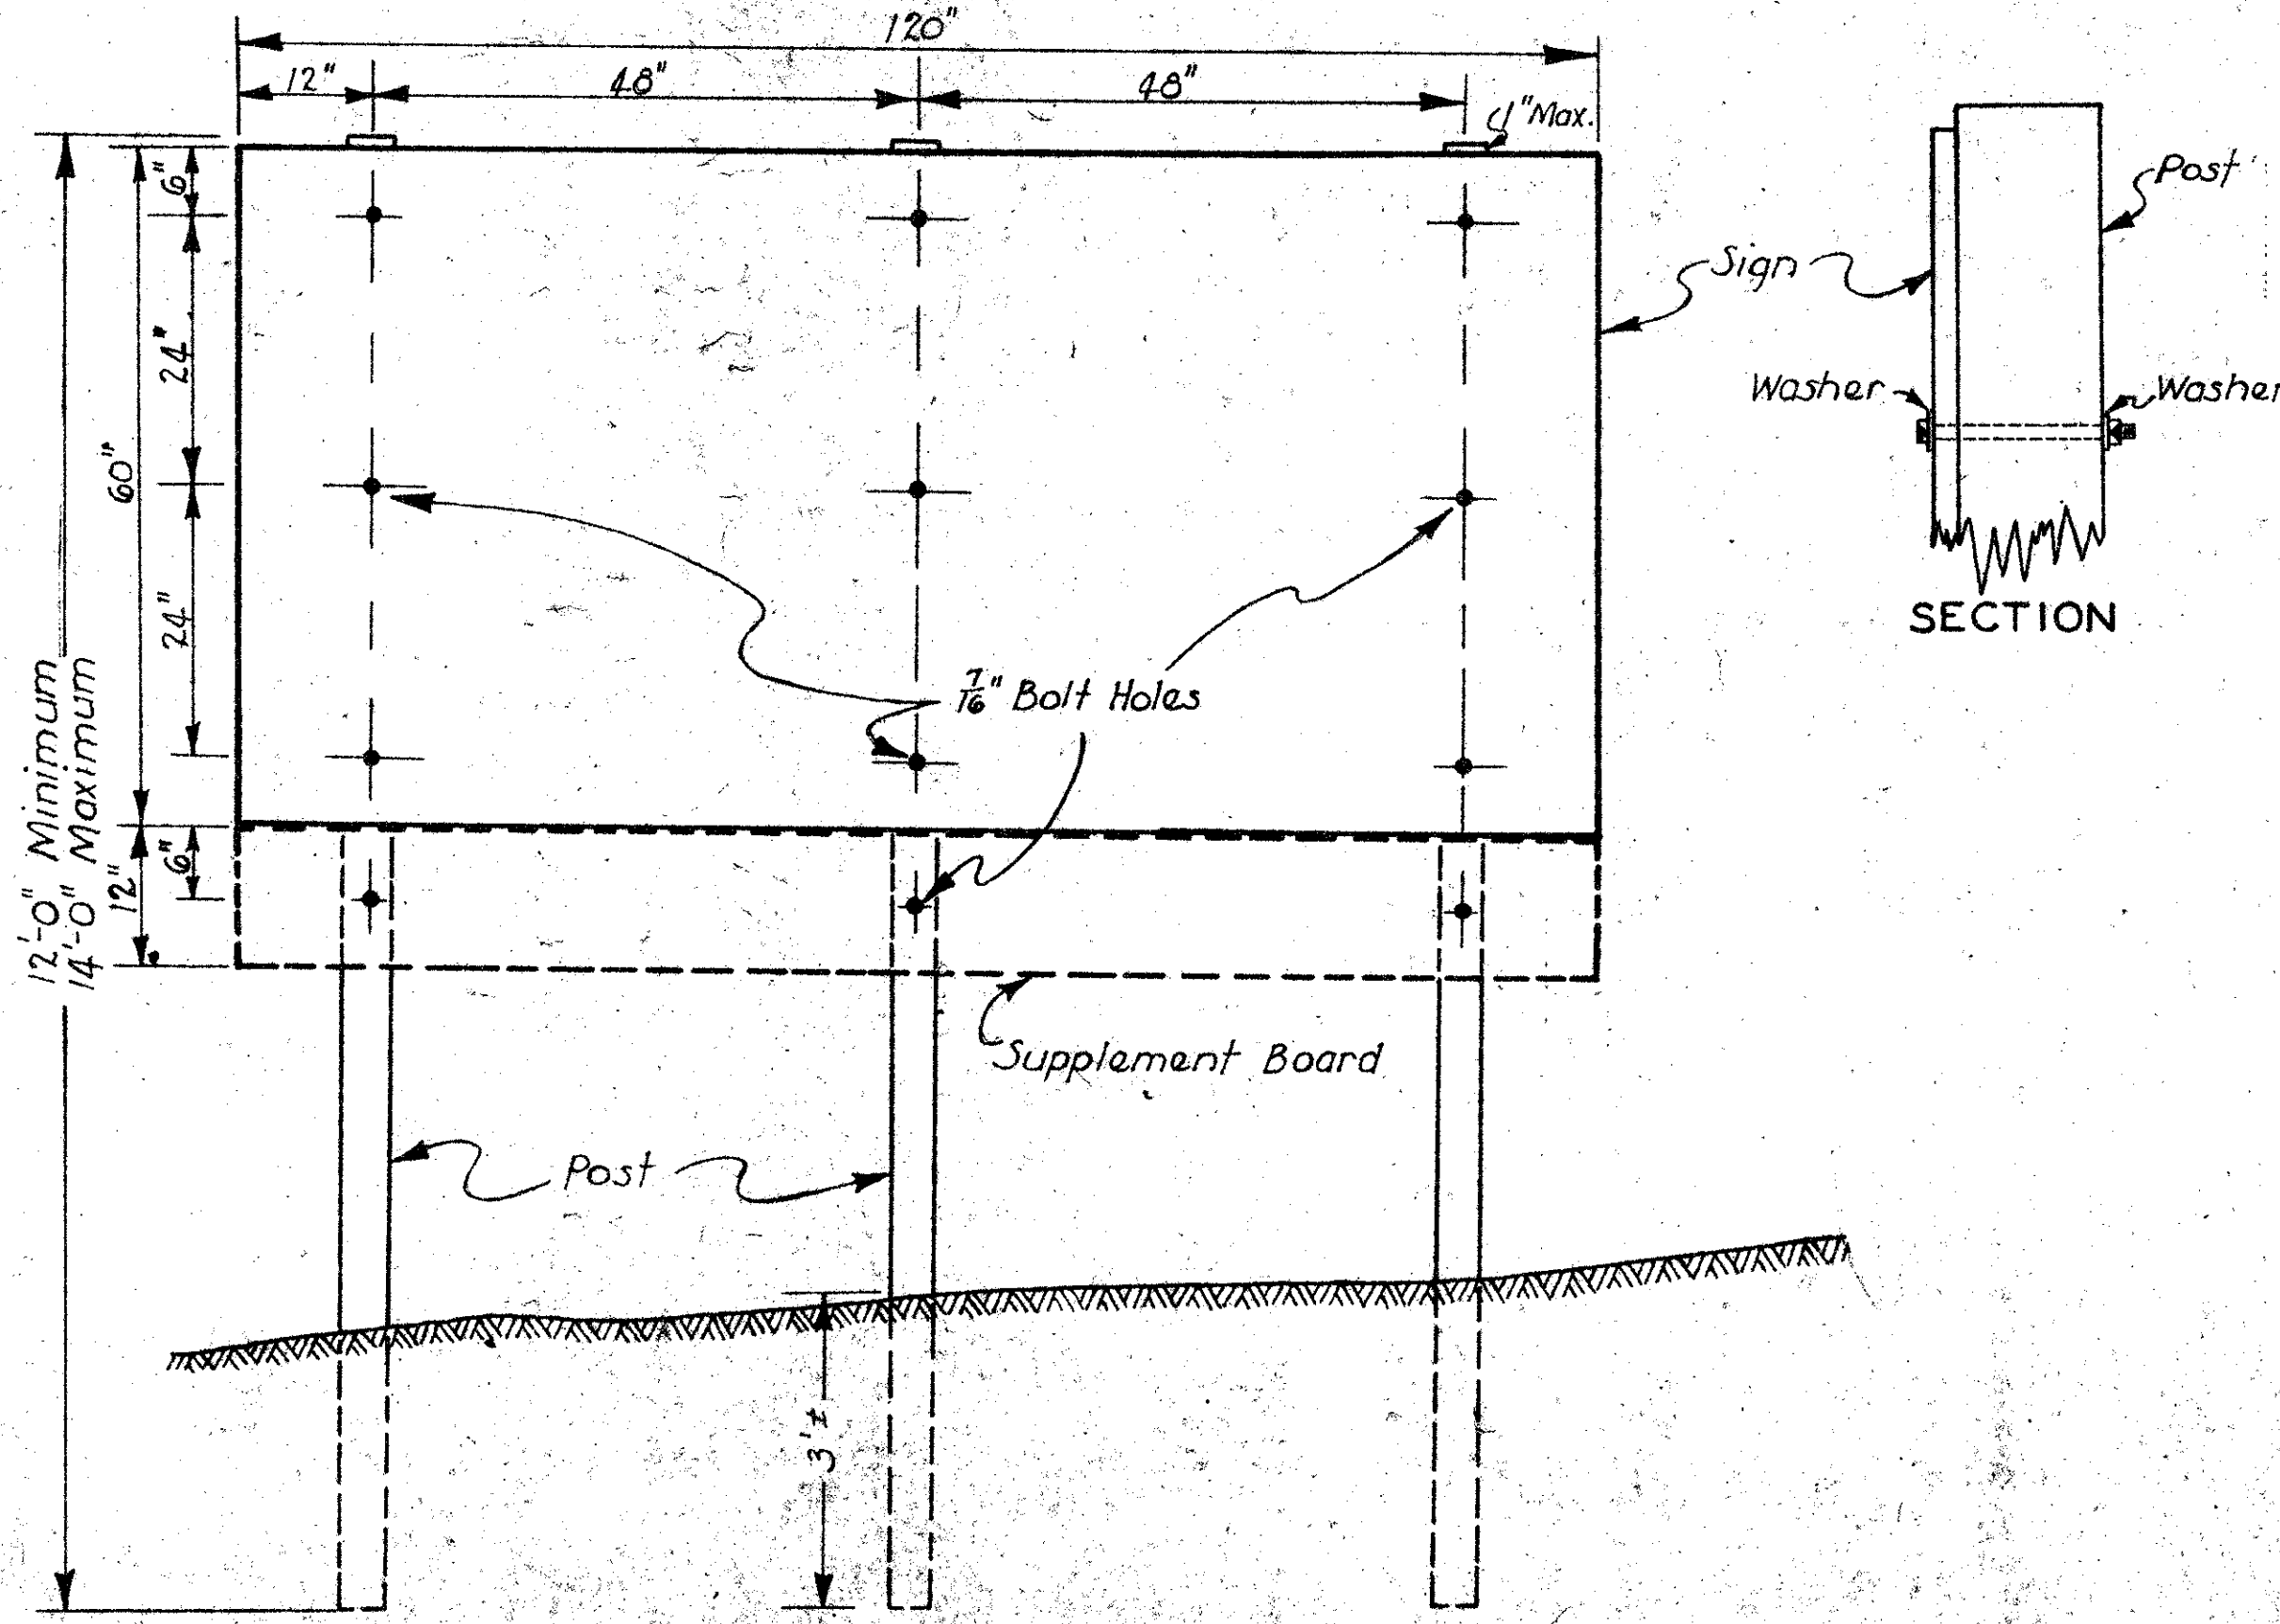 120"
12"
48"
48"
1" Max.
6"
Post
Sign
24"
Washer
Washer
60"
24"
SECTION
7/16" Bolt Holes
12'-0" Minimum
14'-0" Maximum
6"
12"
Supplement Board
Post
3'±